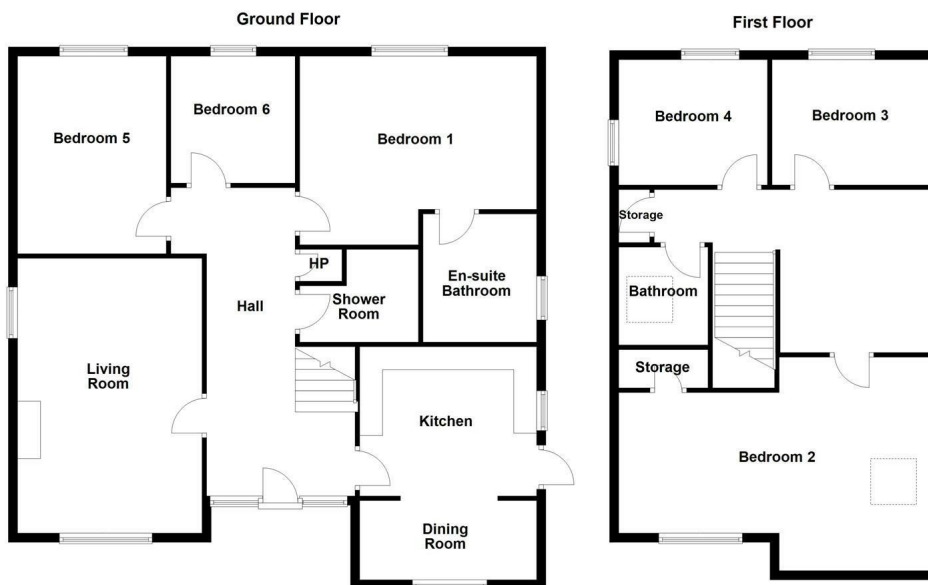 Ground Floor
Bedroom 5
Bedroom 6
Bedroom 1
HP
En-suite
Bathroom
Shower
Room
Hall
Living
Room
Kitchen
Dining
Room
First Floor
Bedroom 4
Bedroom 3
Storage
Bathroom
Storage
Bedroom 2